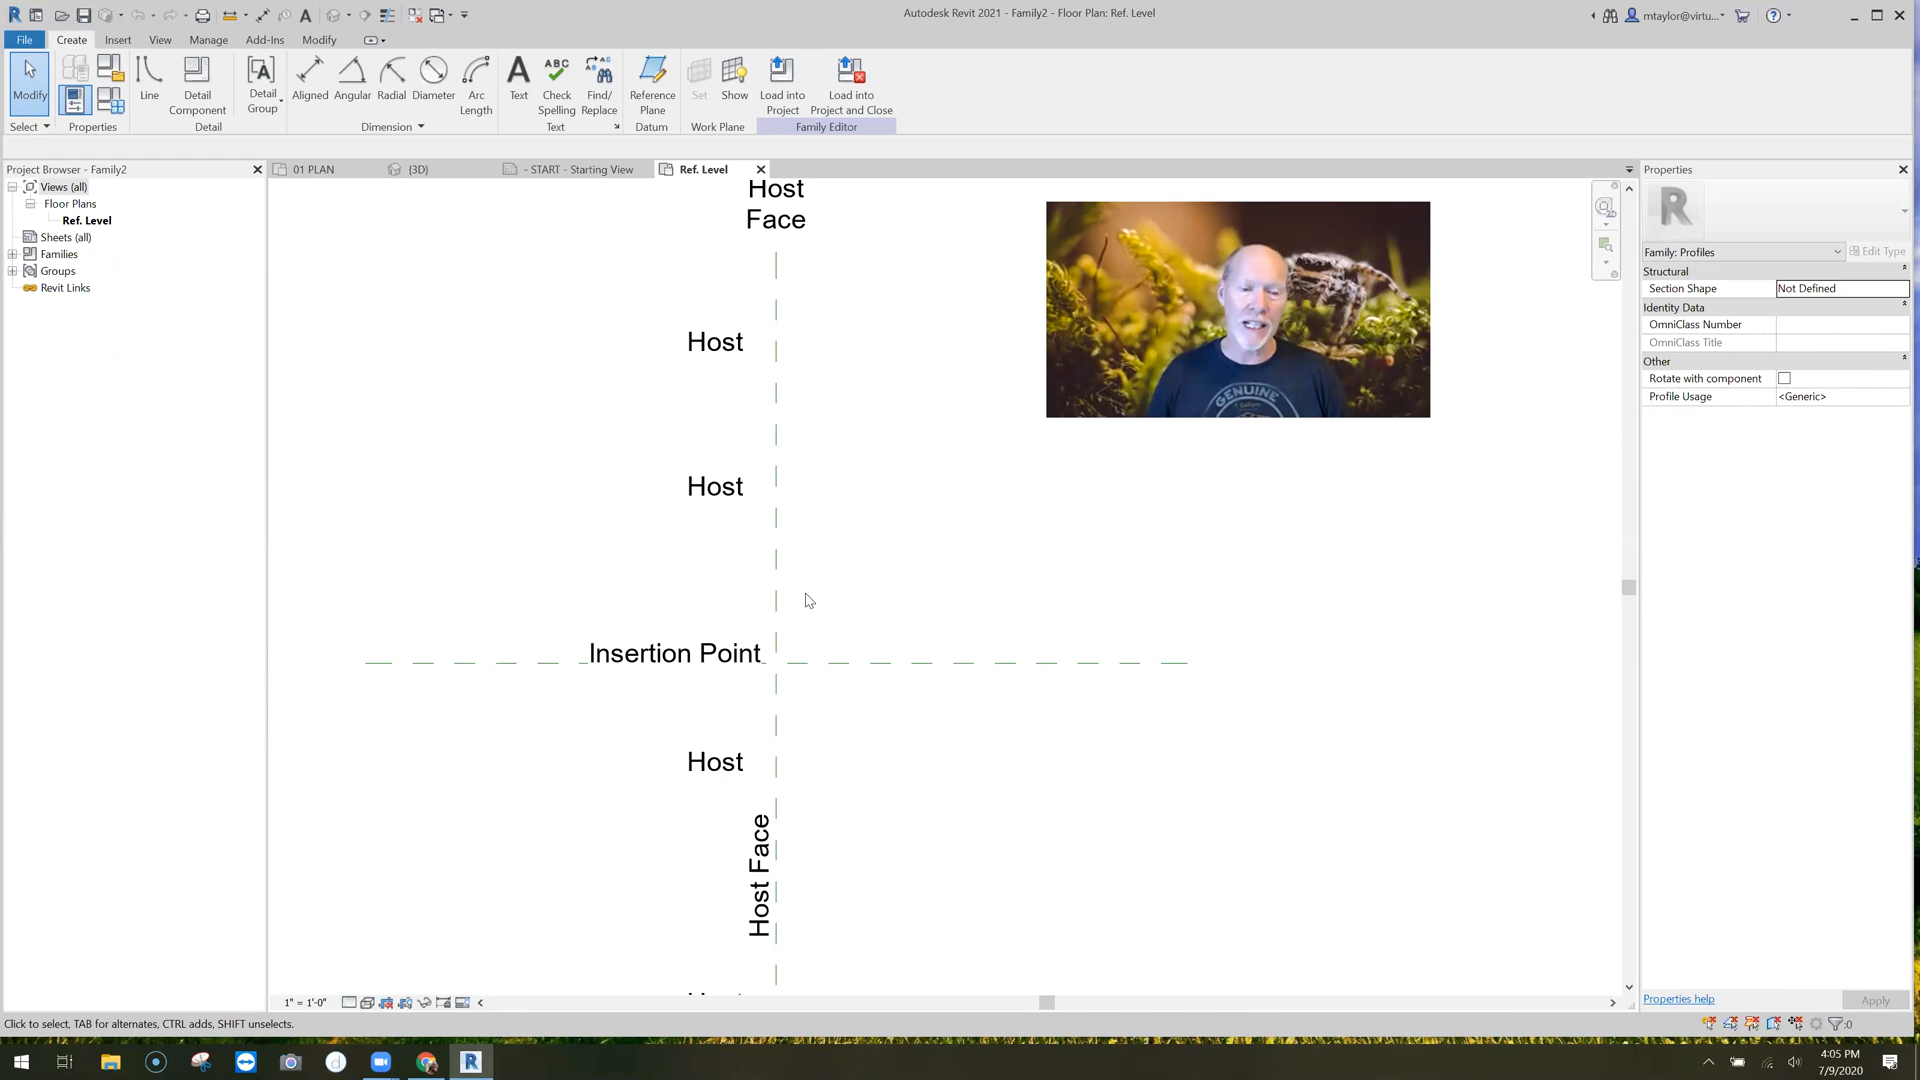 Autodesk Revit 2021 - Family2 - Floor Plan: Ref. Level
mtaylor@virtu...
File Create Insert View Manage Add-Ins Modify
Modify
Line
Detail Component
Detail Group
Aligned
Angular
Radial
Diameter
Arc Length
Text
ABC
Check Spelling
Find/ Replace
Reference Plane
Set
Show
Load into Project
Load into Project and Close
Select
Properties
Detail
Dimension
Text
Datum
Work Plane
Family Editor
Project Browser - Family2
Views (all)
Floor Plans
Ref. Level
Sheets (all)
Families
Groups
Revit Links
01 PLAN
{3D}
- START - Starting View
Ref. Level
Host
Face
Host
Host
Insertion Point
Host
Host Face
GENUINE
Properties
Family: Profiles
Edit Type
Structural
Section Shape Not Defined
Identity Data
OmniClass Number
OmniClass Title
Other
Rotate with component
Profile Usage <Generic>
Properties help
Apply
1" = 1'-0"
Click to select, TAB for alternates, CTRL adds, SHIFT unselects.
:0
4:05 PM
7/9/2020